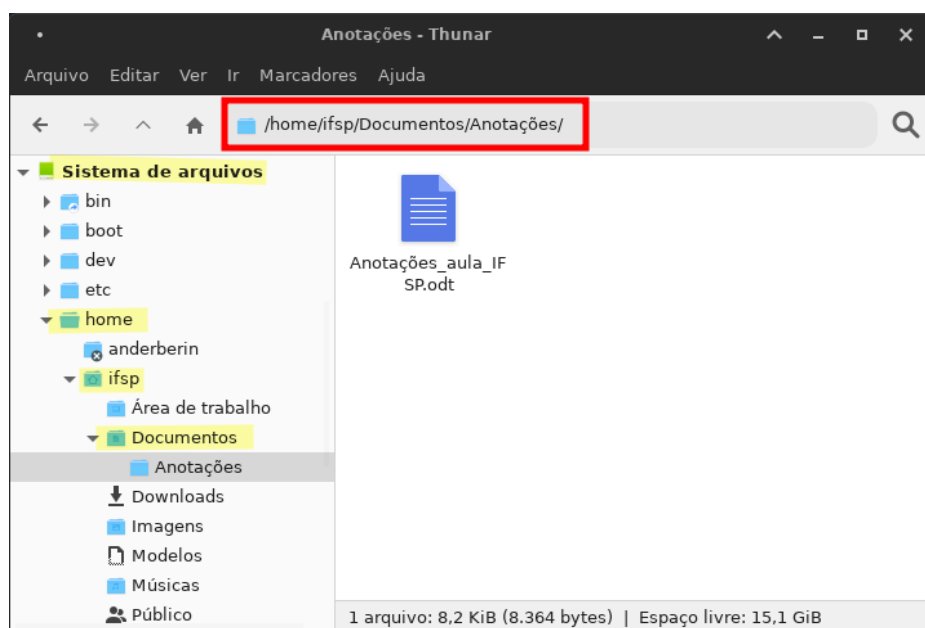 Anotações - Thunar
Arquivo Editar Ver Ir Marcadores Ajuda
/home/ifsp/Documentos/Anotações/
Sistema de arquivos
bin
boot
dev
etc
home
anderberin
ifsp
Área de trabalho
Documentos
Anotações
Downloads
Imagens
Modelos
Músicas
Público
Anotações_aula_IF
SP.odt
1 arquivo: 8,2 KiB (8.364 bytes) | Espaço livre: 15,1 GiB